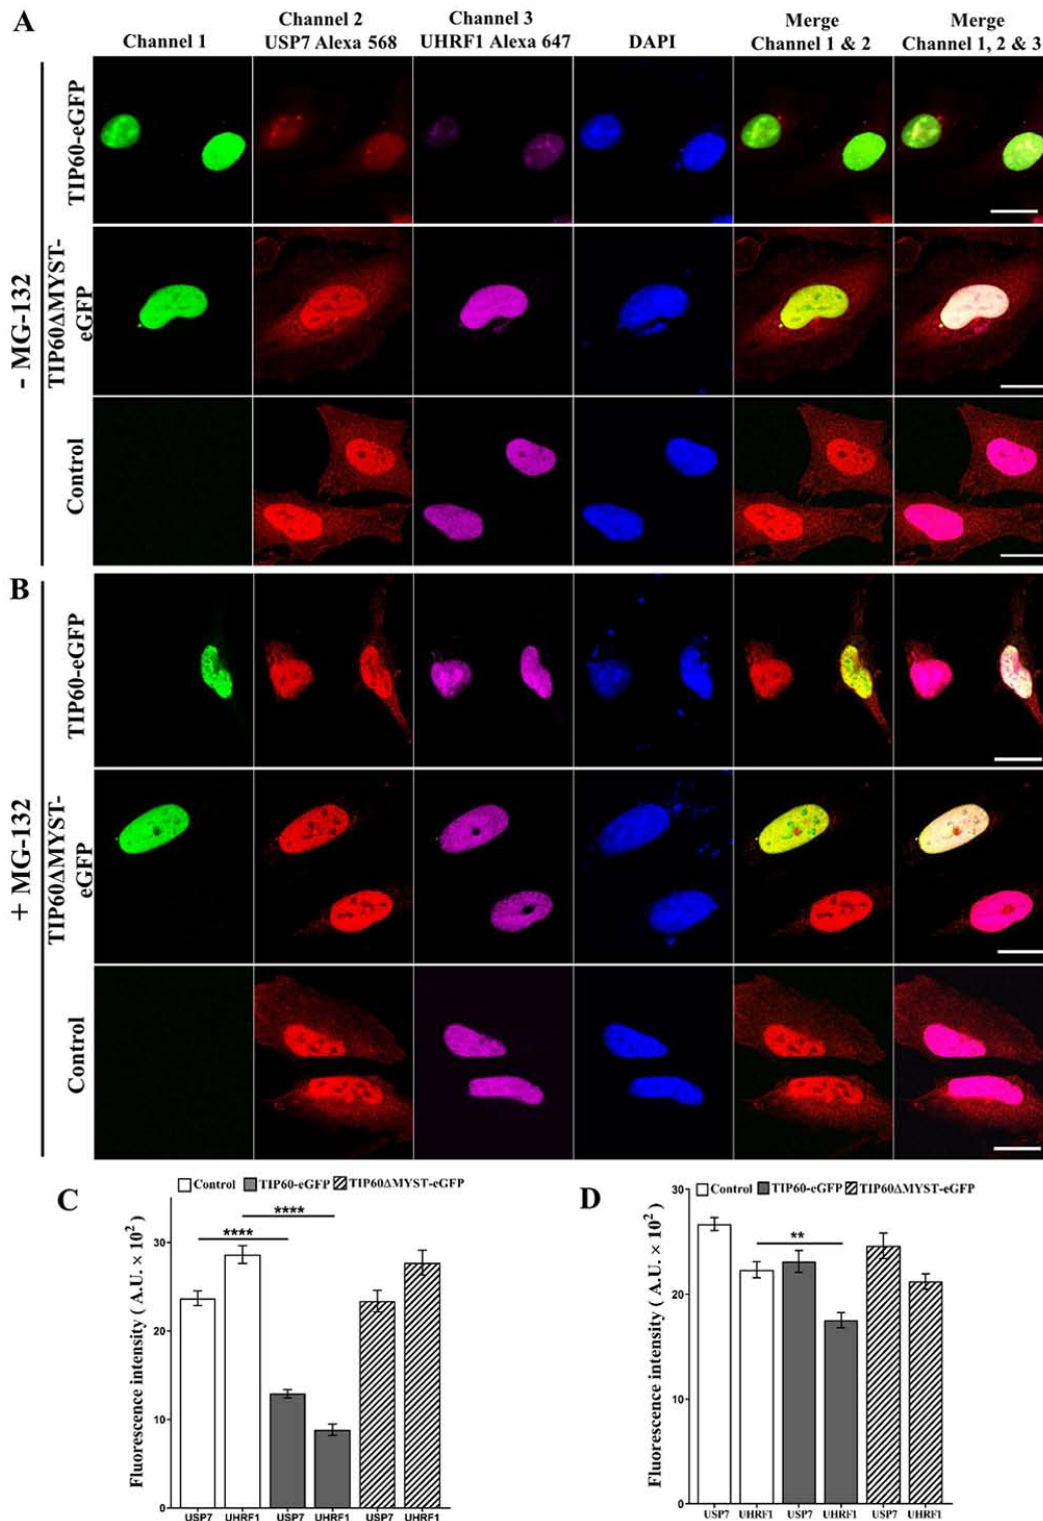 A
Channel 1
Channel 2
USP7 Alexa 568
Channel 3
UHRF1 Alexa 647
DAPI
Merge
Channel 1 & 2
Merge
Channel 1, 2 & 3
- MG-132
TIP60-eGFP
TIP60ΔMYST-
eGFP
Control
B
+ MG-132
TIP60-eGFP
TIP60ΔMYST-
eGFP
Control
C
Control TIP60-eGFP TIP60ΔMYST-eGFP
Fluorescence intensity ( A.U. × 10²)
30
20
10
0
****
****
USP7 UHRF1 USP7 UHRF1 USP7 UHRF1
D
Control TIP60-eGFP TIP60ΔMYST-eGFP
Fluorescence intensity ( A.U. × 10²)
30
20
10
0
**
USP7 UHRF1 USP7 UHRF1 USP7 UHRF1